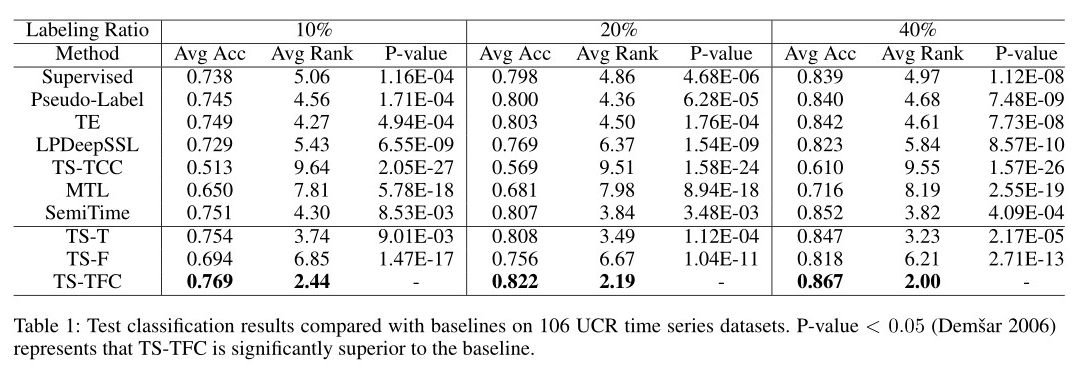 Labeling Ratio 10% 20% 40%
Method Avg Acc Avg Rank P-value Avg Acc Avg Rank P-value Avg Acc Avg Rank P-value
Supervised 0.738 5.06 1.16E-04 0.798 4.86 4.68E-06 0.839 4.97 1.12E-08
Pseudo-Label 0.745 4.56 1.71E-04 0.800 4.36 6.28E-05 0.840 4.68 7.48E-09
TE 0.749 4.27 4.94E-04 0.803 4.50 1.76E-04 0.842 4.61 7.73E-08
LPDeepSSL 0.729 5.43 6.55E-09 0.769 6.37 1.54E-09 0.823 5.84 8.57E-10
TS-TCC 0.513 9.64 2.05E-27 0.569 9.51 1.58E-24 0.610 9.55 1.57E-26
MTL 0.650 7.81 5.78E-18 0.681 7.98 8.94E-18 0.716 8.19 2.55E-19
SemiTime 0.751 4.30 8.53E-03 0.807 3.84 3.48E-03 0.852 3.82 4.09E-04
TS-T 0.754 3.74 9.01E-03 0.808 3.49 1.12E-04 0.847 3.23 2.17E-05
TS-F 0.694 6.85 1.47E-17 0.756 6.67 1.04E-11 0.818 6.21 2.71E-13
TS-TFC 0.769 2.44 - 0.822 2.19 - 0.867 2.00 -
Table 1: Test classification results compared with baselines on 106 UCR time series datasets. P-value < 0.05 (Demšar 2006)
represents that TS-TFC is significantly superior to the baseline.